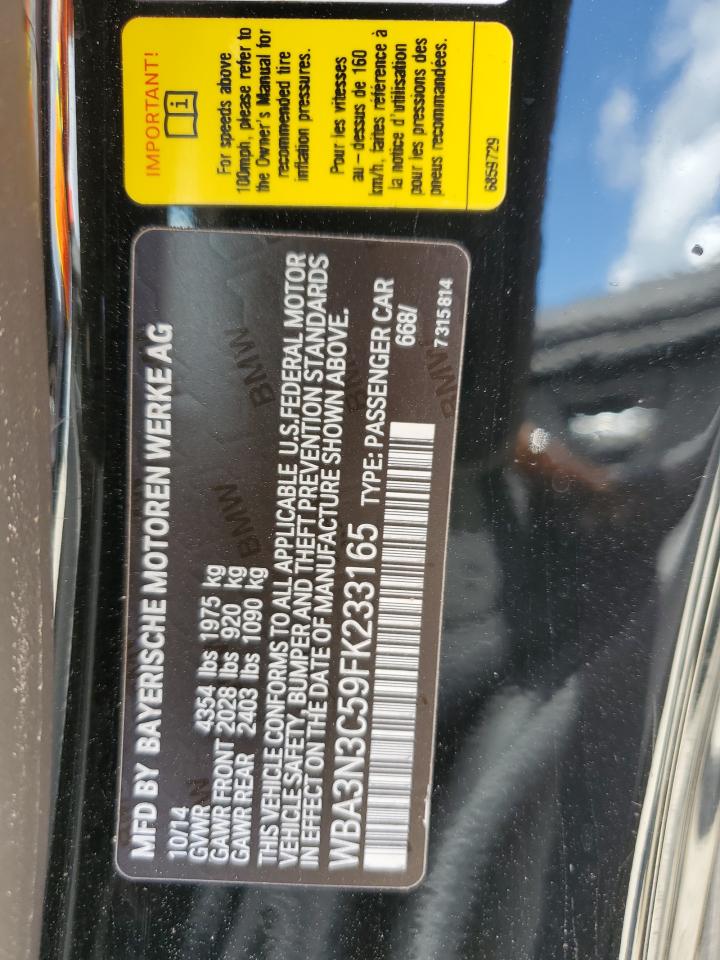 IMPORTANT!
i
For speeds above
100mph, please refer to
the Owner's Manual for
recommended tire
inflation pressures.
Pour les vitesses
au - dessus de 160
km/h, faites référence à
la notice d'utilisation
pour les pressions des
pneus recommandées.
6859729
MFD BY BAYERISCHE MOTOREN WERKE AG
10/14
GVWR 4354 lbs 1975 kg
GAWR FRONT 2028 lbs 920 kg
GAWR REAR 2403 lbs 1090 kg
THIS VEHICLE CONFORMS TO ALL APPLICABLE U.S.FEDERAL MOTOR
VEHICLE SAFETY, BUMPER AND THEFT PREVENTION STANDARDS
IN EFFECT ON THE DATE OF MANUFACTURE SHOWN ABOVE.
WBA3N3C59FK233165 TYPE: PASSENGER CAR
668/
7315814
BMW
BMW
BMW